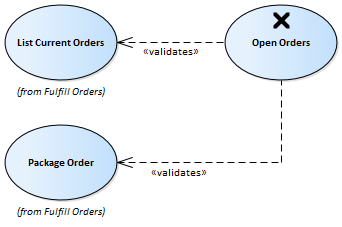 List Current Orders
Open Orders
«validates»
(from Fulfill Orders)
Package Order
«validates»
(from Fulfill Orders)